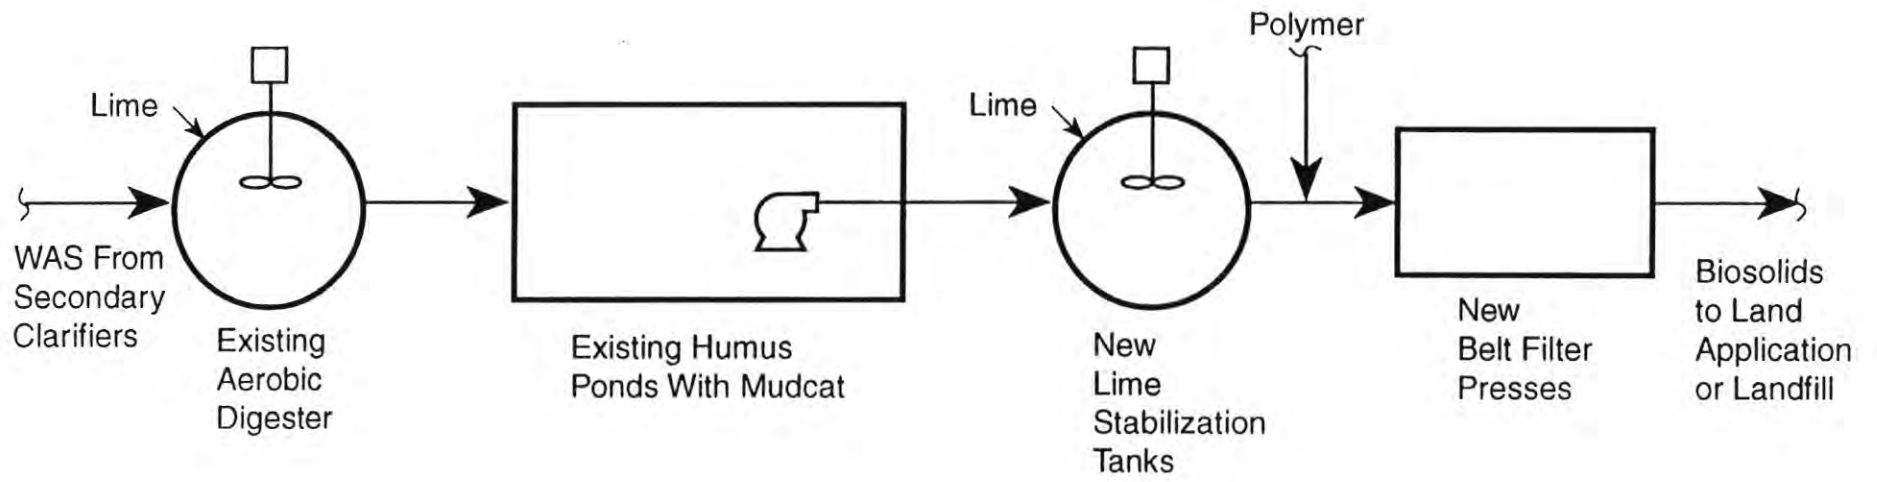 Polymer
Lime
Lime
WAS From
Secondary
Clarifiers
Existing
Aerobic
Digester
Existing Humus
Ponds With Mudcat
New
Lime
Stabilization
Tanks
New
Belt Filter
Presses
Biosolids
to Land
Application
or Landfill